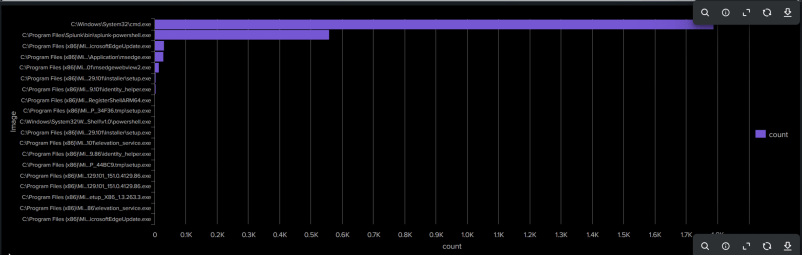 C:\Windows\System32\cmd.exe
C:\Program Files\Splunk\bin\splunk-powershell.exe
C:\Program Files (x86)\Mi...icrosoftEdgeUpdate.exe
C:\Program Files (x86)\Mi...\Application\msedge.exe
C:\Program Files (x86)\Mi...01\msedgewebview2.exe
C:\Program Files (x86)\Mi...29.101\Installer\setup.exe
C:\Program Files (x86)\Mi...9.101\identity_helper.exe
C:\Program Files (x86)\Mi...RegisterShellARM64.exe
C:\Program Files (x86)\Mi...P_34F36.tmp\setup.exe
C:\Windows\System32\W...Shell\v1.0\powershell.exe
C:\Program Files (x86)\Mi...29.101\Installer\setup.exe
C:\Program Files (x86)\Mi...101\elevation_service.exe
C:\Program Files (x86)\Mi...9.86\identity_helper.exe
C:\Program Files (x86)\Mi...P_44BC9.tmp\setup.exe
C:\Program Files (x86)\Mi...129.101_151.0.4129.86.exe
C:\Program Files (x86)\Mi...129.101_151.0.4129.86.exe
C:\Program Files (x86)\Mi...etup_X86_1.3.263.3.exe
C:\Program Files (x86)\Mi...86\elevation_service.exe
C:\Program Files (x86)\Mi...icrosoftEdgeUpdate.exe
Image
count
0 0.1K 0.2K 0.3K 0.4K 0.5K 0.6K 0.7K 0.8K 0.9K 1.0K 1.1K 1.2K 1.3K 1.4K 1.5K 1.6K 1.7K
count